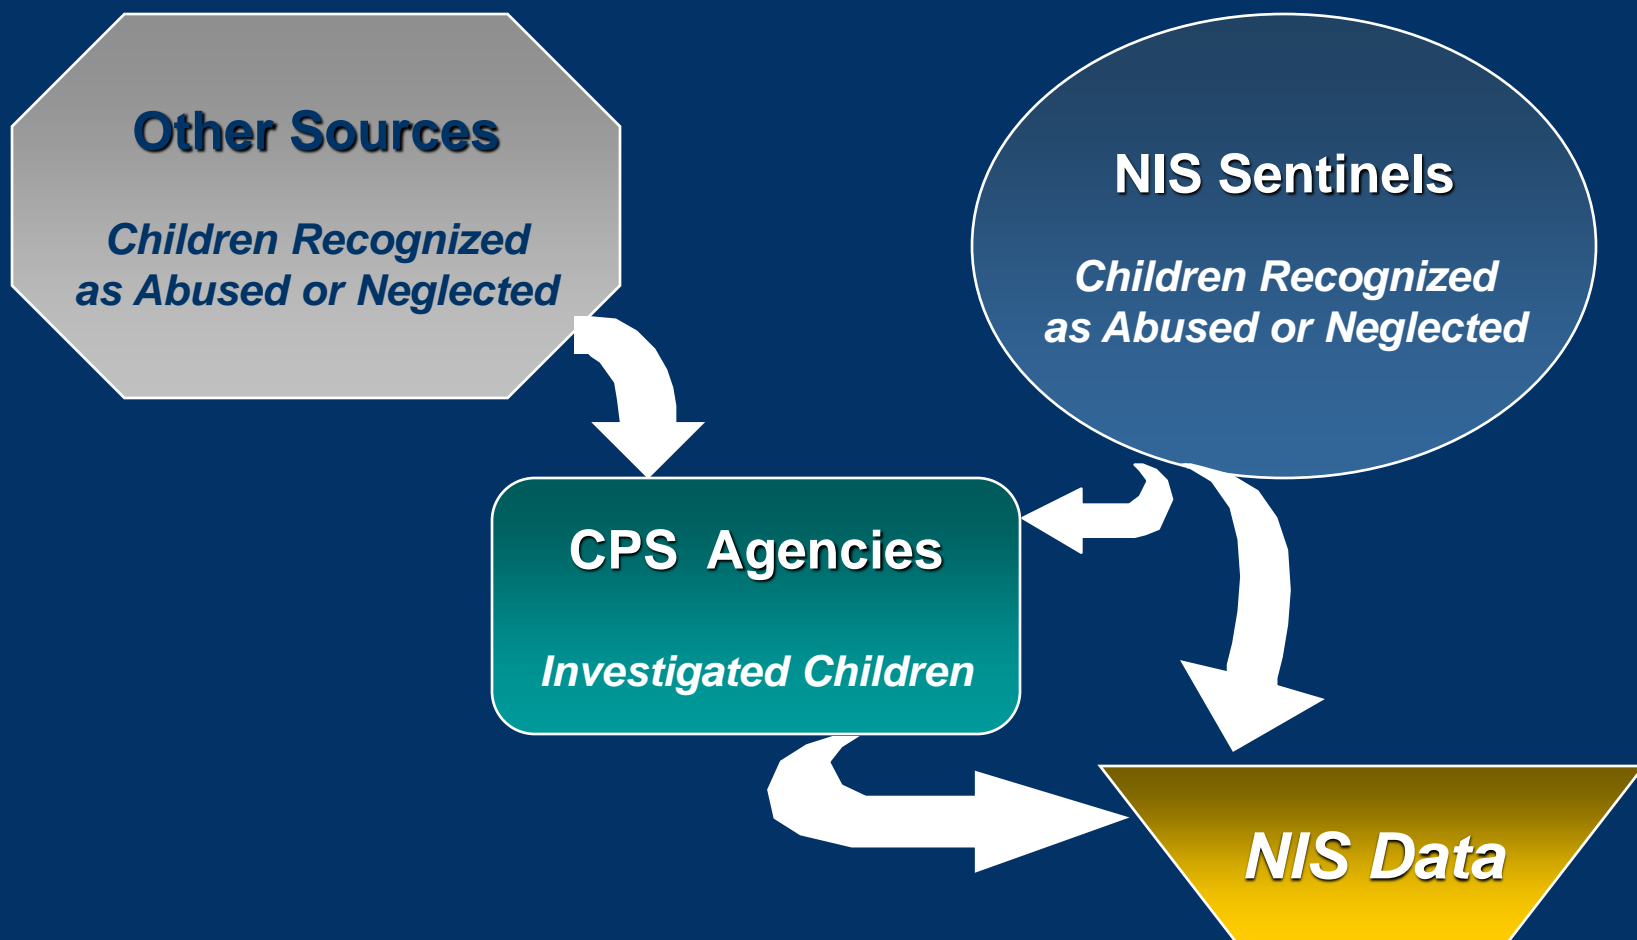 Other Sources
Children Recognized
as Abused or Neglected
NIS Sentinels
Children Recognized
as Abused or Neglected
CPS Agencies
Investigated Children
NIS Data